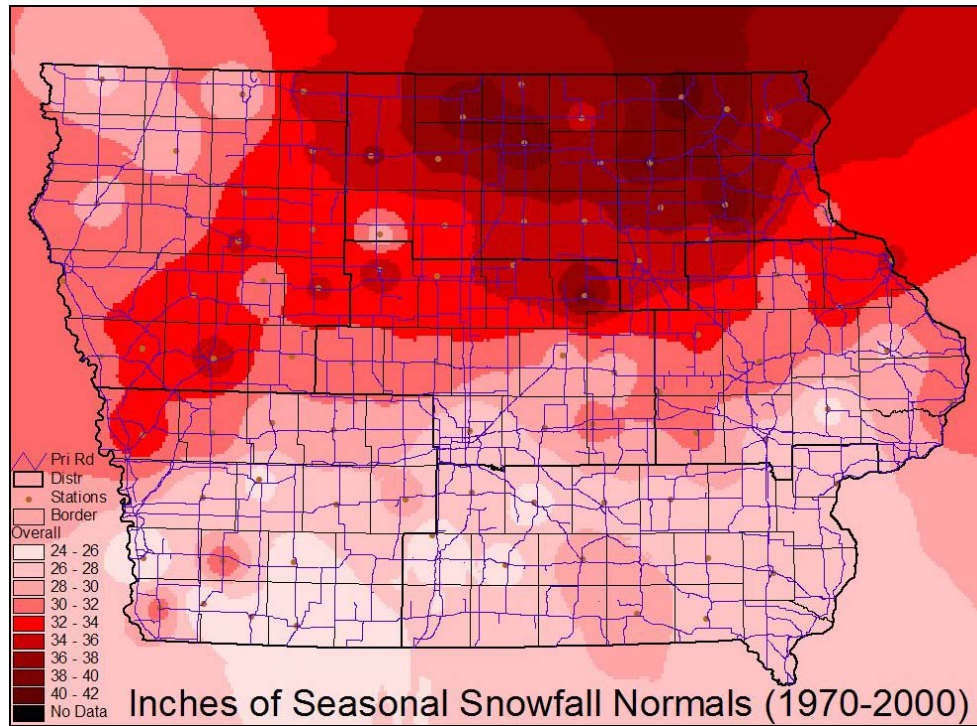 Pri Rd
Distr
Stations
Border
Overall
24 - 26
26 - 28
28 - 30
30 - 32
32 - 34
34 - 36
36 - 38
38 - 40
40 - 42
No Data
Inches of Seasonal Snowfall Normals (1970-2000)